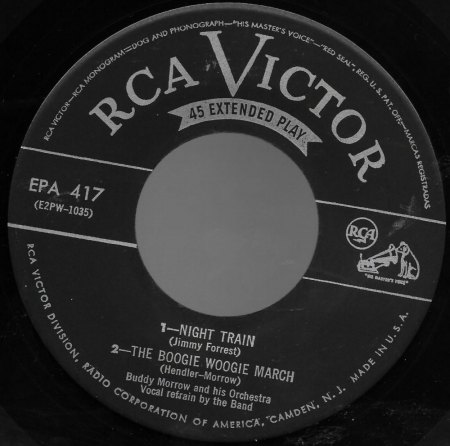 RCA VICTOR—RCA MONOGRAM—DOG AND PHONOGRAPH—"HIS MASTER'S VOICE"—"RED SEAL", REG. U. S. PAT. OFF.—MARCAS REGISTRADAS
RCA VICTOR
45 EXTENDED PLAY
EPA 417
(E2PW-1035)
RCA
"HIS MASTER'S VOICE"
1—NIGHT TRAIN
(Jimmy Forrest)
2—THE BOOGIE WOOGIE MARCH
(Hendler-Morrow)
Buddy Morrow and his Orchestra
Vocal refrain by the Band
RCA VICTOR DIVISION, RADIO CORPORATION OF AMERICA, CAMDEN, N. J. MADE IN U.S.A.